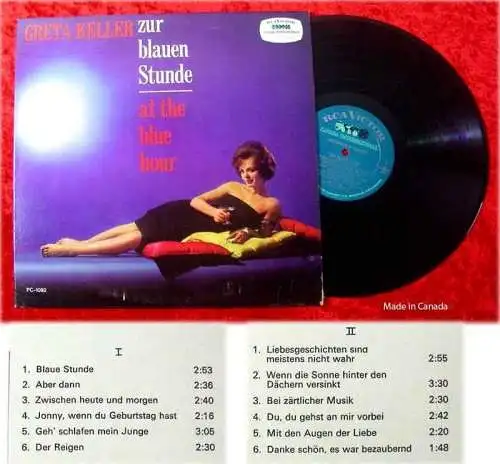 GRETA KELLER
zur
blauen
Stunde
at the
blue
hour
PC-1092
RCA VICTOR
Made in Canada
I
1. Blaue Stunde 2:53
2. Aber dann 2:36
3. Zwischen heute und morgen 2:40
4. Jonny, wenn du Geburtstag hast 2:16
5. Geh' schlafen mein Junge 3:05
6. Der Reigen 2:30
II
1. Liebesgeschichten sind
meistens nicht wahr 2:55
2. Wenn die Sonne hinter den
Dächern versinkt 3:30
3. Bei zärtlicher Musik 2:30
4. Du, du gehst an mir vorbei 2:42
5. Mit den Augen der Liebe 2:20
6. Danke schön, es war bezaubernd 1:48